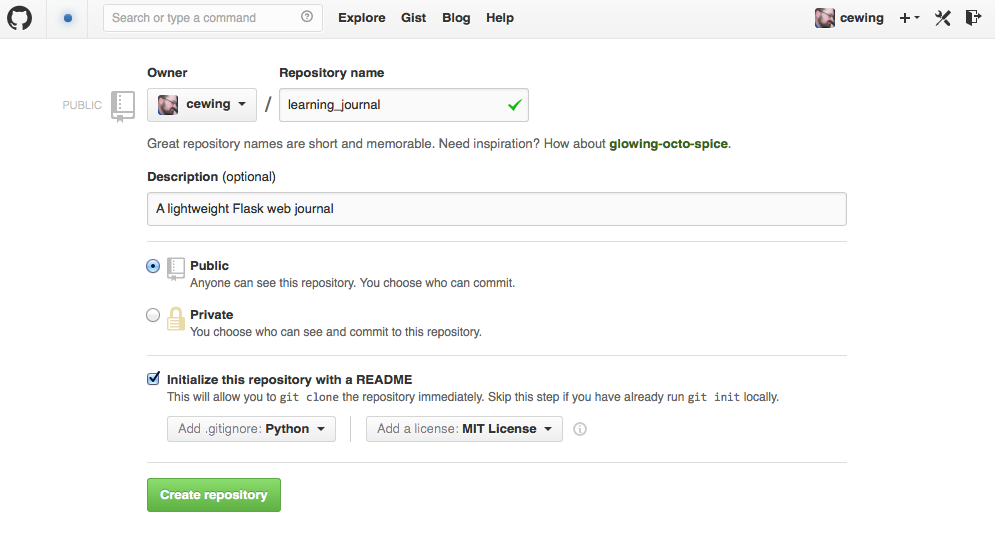 Search or type a command Explore Gist Blog Help cewing
Owner Repository name
PUBLIC cewing / learning_journal
Great repository names are short and memorable. Need inspiration? How about glowing-octo-spice.
Description (optional)
A lightweight Flask web journal
Public
Anyone can see this repository. You choose who can commit.
Private
You choose who can see and commit to this repository.
Initialize this repository with a README
This will allow you to git clone the repository immediately. Skip this step if you have already run git init locally.
Add .gitignore: Python Add a license: MIT License
Create repository